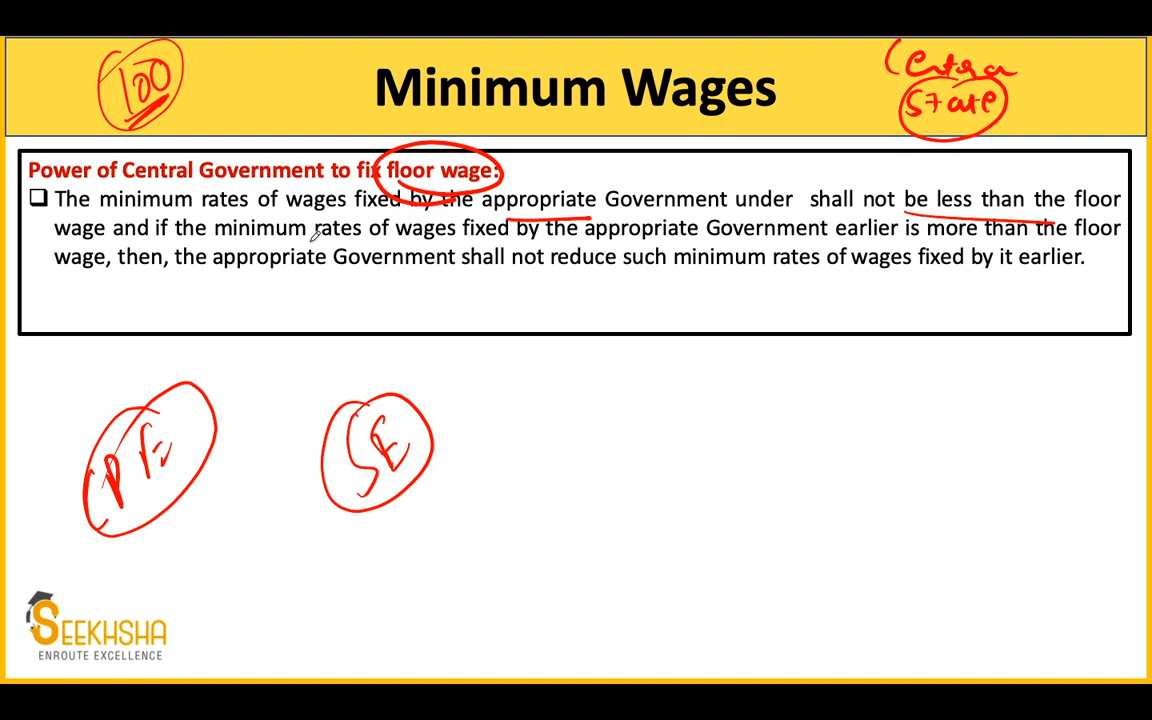 100
Minimum Wages
Central
State
Power of Central Government to fix floor wage:
The minimum rates of wages fixed by the appropriate Government under shall not be less than the floor
wage and if the minimum rates of wages fixed by the appropriate Government earlier is more than the floor
wage, then, the appropriate Government shall not reduce such minimum rates of wages fixed by it earlier.
PF
SE
SEEKHSHA
ENROUTE EXCELLENCE